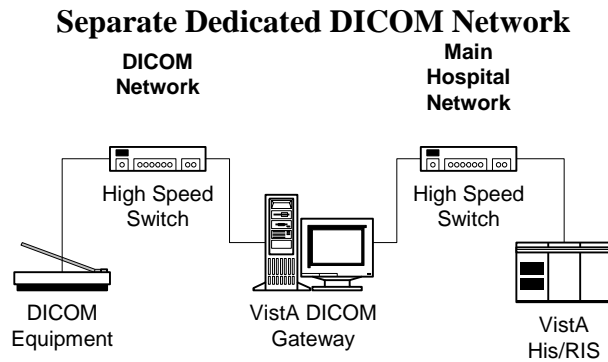 Separate Dedicated DICOM Network
DICOM
Network
Main
Hospital
Network
High Speed
Switch
High Speed
Switch
DICOM
Equipment
VistA DICOM
Gateway
VistA
His/RIS